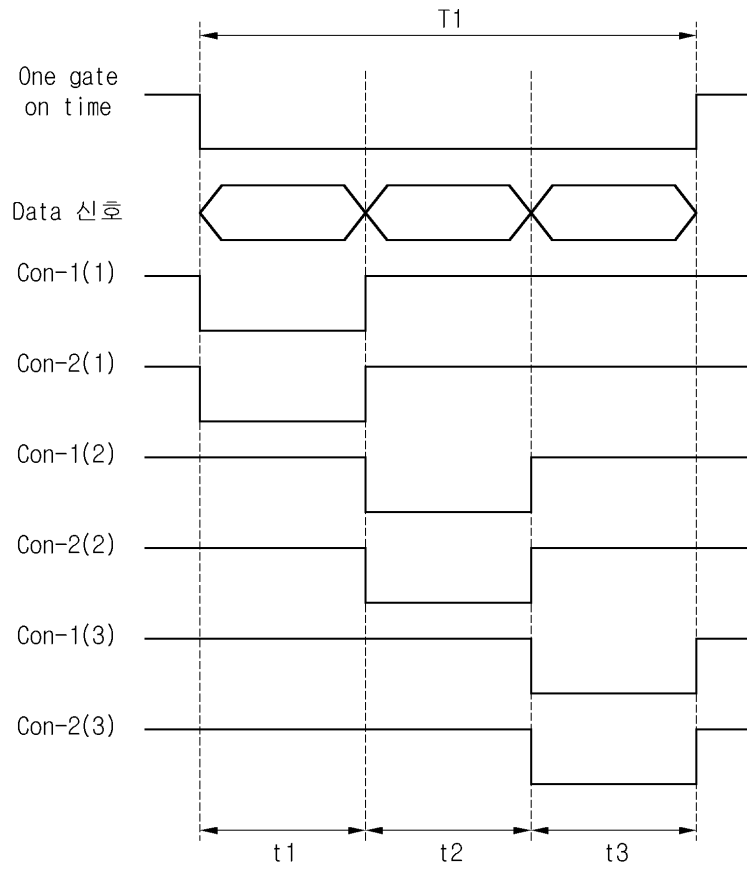 T1
One gate
on time
Data 신호
Con-1(1)
Con-2(1)
Con-1(2)
Con-2(2)
Con-1(3)
Con-2(3)
t1 t2 t3